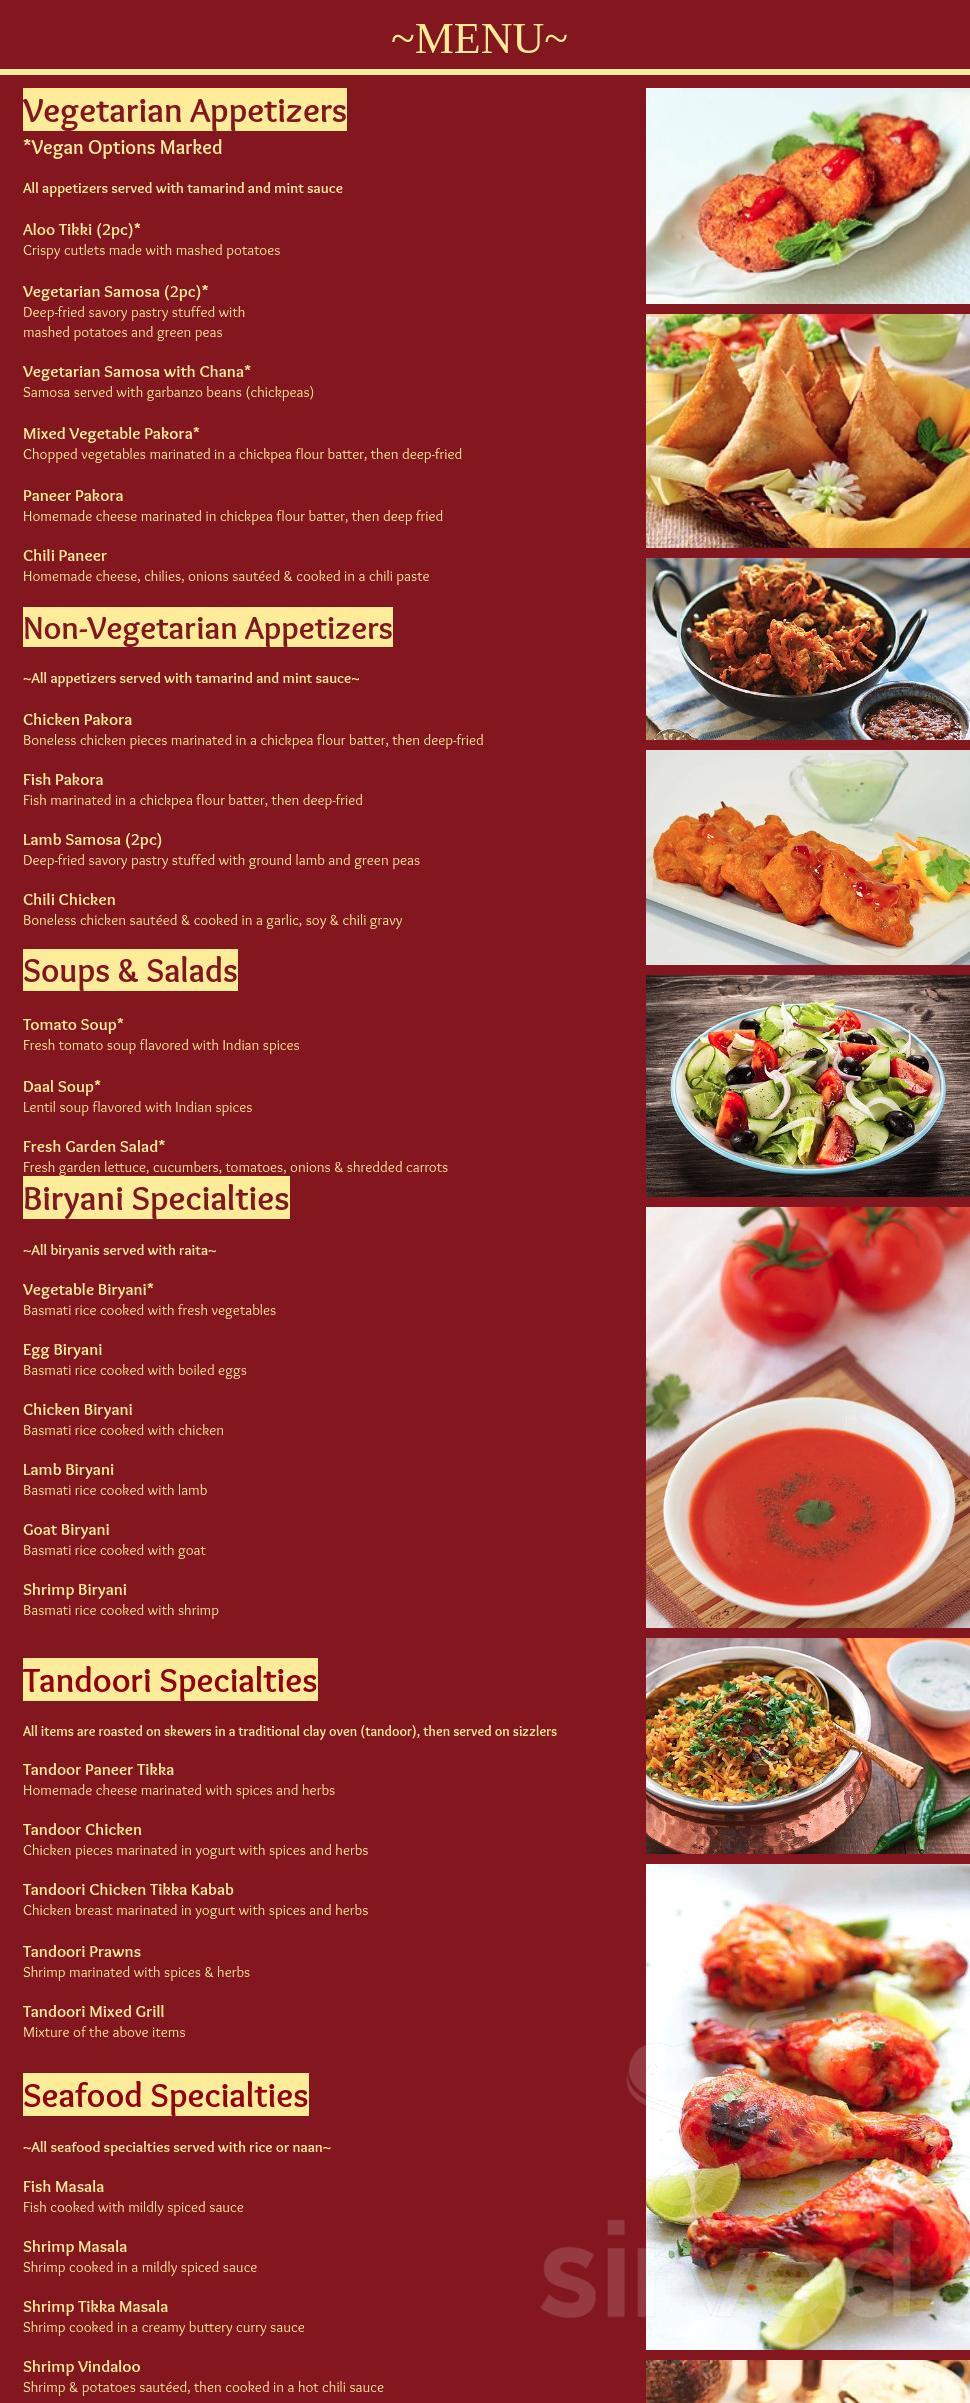 ~MENU~
Vegetarian Appetizers
*Vegan Options Marked
All appetizers served with tamarind and mint sauce
Aloo Tikki (2pc)*
Crispy cutlets made with mashed potatoes
Vegetarian Samosa (2pc)*
Deep-fried savory pastry stuffed with
mashed potatoes and green peas
Vegetarian Samosa with Chana*
Samosa served with garbanzo beans (chickpeas)
Mixed Vegetable Pakora*
Chopped vegetables marinated in a chickpea flour batter, then deep-fried
Paneer Pakora
Homemade cheese marinated in chickpea flour batter, then deep fried
Chili Paneer
Homemade cheese, chilies, onions sautéed & cooked in a chili paste
Non-Vegetarian Appetizers
~All appetizers served with tamarind and mint sauce~
Chicken Pakora
Boneless chicken pieces marinated in a chickpea flour batter, then deep-fried
Fish Pakora
Fish marinated in a chickpea flour batter, then deep-fried
Lamb Samosa (2pc)
Deep-fried savory pastry stuffed with ground lamb and green peas
Chili Chicken
Boneless chicken sautéed & cooked in a garlic, soy & chili gravy
Soups & Salads
Tomato Soup*
Fresh tomato soup flavored with Indian spices
Daal Soup*
Lentil soup flavored with Indian spices
Fresh Garden Salad*
Fresh garden lettuce, cucumbers, tomatoes, onions & shredded carrots
Biryani Specialties
~All biryanis served with raita~
Vegetable Biryani*
Basmati rice cooked with fresh vegetables
Egg Biryani
Basmati rice cooked with boiled eggs
Chicken Biryani
Basmati rice cooked with chicken
Lamb Biryani
Basmati rice cooked with lamb
Goat Biryani
Basmati rice cooked with goat
Shrimp Biryani
Basmati rice cooked with shrimp
Tandoori Specialties
All items are roasted on skewers in a traditional clay oven (tandoor), then served on sizzlers
Tandoor Paneer Tikka
Homemade cheese marinated with spices and herbs
Tandoor Chicken
Chicken pieces marinated in yogurt with spices and herbs
Tandoori Chicken Tikka Kabab
Chicken breast marinated in yogurt with spices and herbs
Tandoori Prawns
Shrimp marinated with spices & herbs
Tandoori Mixed Grill
Mixture of the above items
Seafood Specialties
~All seafood specialties served with rice or naan~
Fish Masala
Fish cooked with mildly spiced sauce
Shrimp Masala
Shrimp cooked in a mildly spiced sauce
Shrimp Tikka Masala
Shrimp cooked in a creamy buttery curry sauce
Shrimp Vindaloo
Shrimp & potatoes sautéed, then cooked in a hot chili sauce